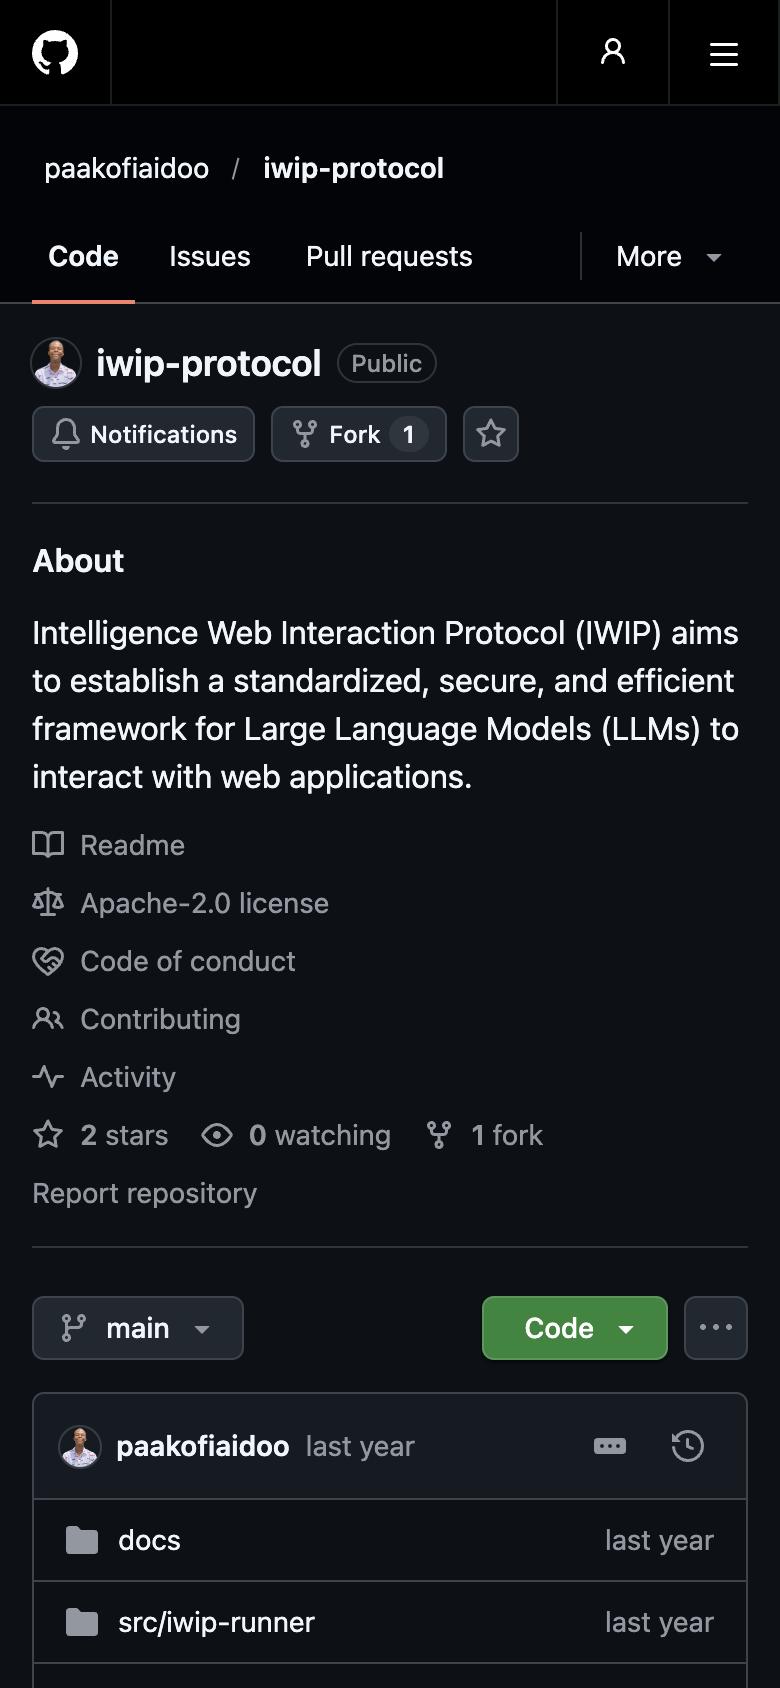 paakofiaidoo / iwip-protocol
Code Issues Pull requests More
iwip-protocol Public
Notifications Fork 1
About
Intelligence Web Interaction Protocol (IWIP) aims
to establish a standardized, secure, and efficient
framework for Large Language Models (LLMs) to
interact with web applications.
Readme
Apache-2.0 license
Code of conduct
Contributing
Activity
2 stars 0 watching 1 fork
Report repository
main Code
paakofiaidoo last year
docs last year
src/iwip-runner last year